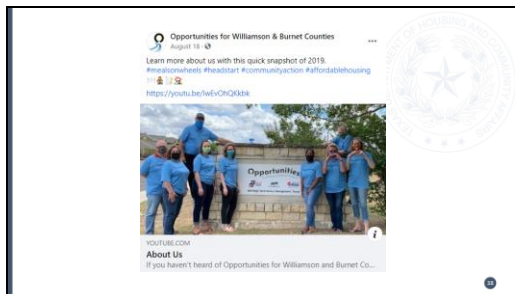 Opportunities for Williamson & Burnet Counties
August 18 ·
Learn more about us with this quick snapshot of 2019.
#mealsonwheels #headstart #communityaction #affordablehousing
https://youtu.be/lwEvOhQKkbk
Opportunities
YOUTUBE.COM
About Us
If you haven't heard of Opportunities for Williamson and Burnet Co...
38